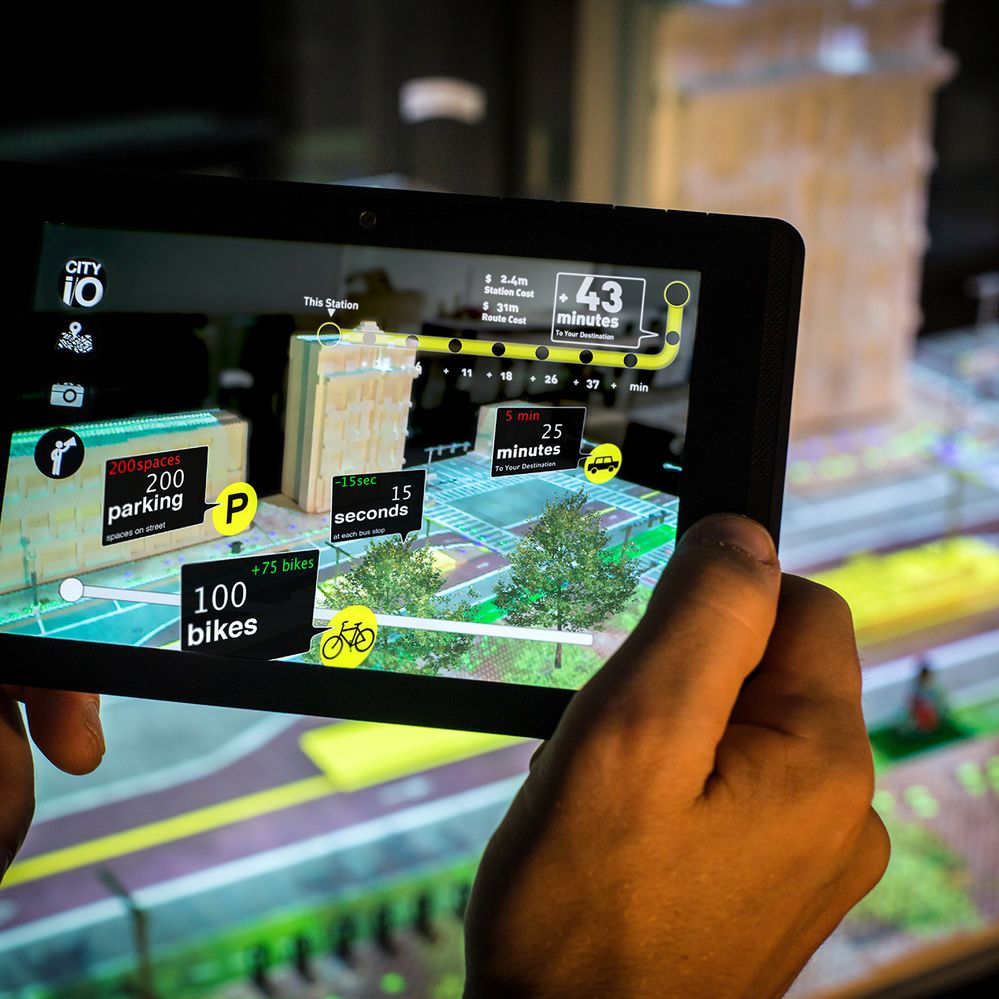 CITY
iO
This Station
$ 2.4m
Station Cost
$ 31m
Route Cost
+ 43
minutes
To Your Destination
+ 11 + 18 + 26 + 37 + min
5 min
25
minutes
To Your Destination
200spaces
200
parking
spaces on street
P
-15sec
15
seconds
at each bus stop
+75 bikes
100
bikes